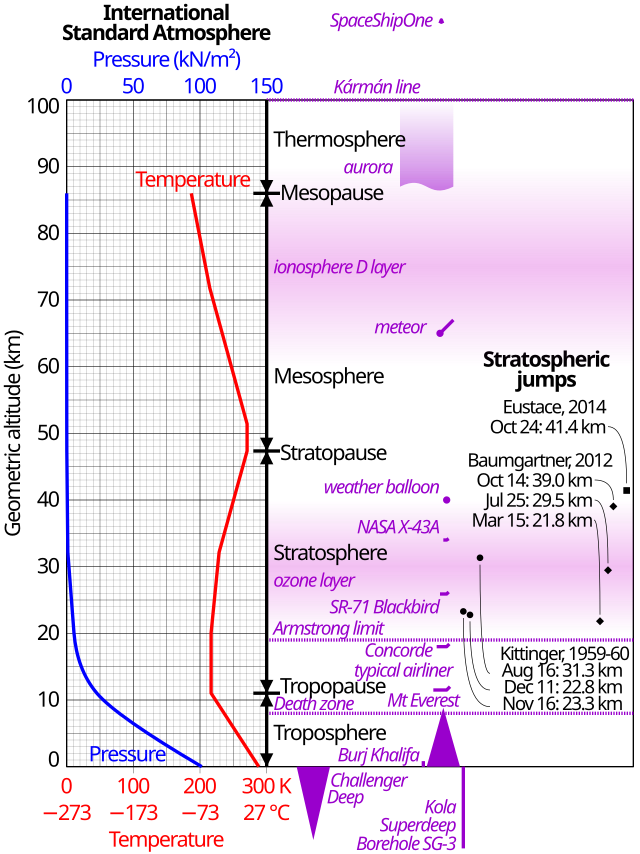 International
Standard Atmosphere
Pressure (kN/m²)
0 50 100 150
SpaceShipOne
Kármán line
100
90
80
70
60
50
40
30
20
10
0
Geometric altitude (km)
Temperature
Pressure
0 100 200 300 K
−273 −173 −73 27 °C
Temperature
Thermosphere
aurora
Mesopause
ionosphere D layer
meteor
Mesosphere
Stratopause
weather balloon
NASA X-43A
Stratosphere
ozone layer
SR-71 Blackbird
Armstrong limit
Concorde
typical airliner
Tropopause
Death zone
Mt Everest
Troposphere
Burj Khalifa
Challenger
Deep
Kola
Superdeep
Borehole SG-3
Stratospheric
jumps
Eustace, 2014
Oct 24: 41.4 km
Baumgartner, 2012
Oct 14: 39.0 km
Jul 25: 29.5 km
Mar 15: 21.8 km
Kittinger, 1959-60
Aug 16: 31.3 km
Dec 11: 22.8 km
Nov 16: 23.3 km